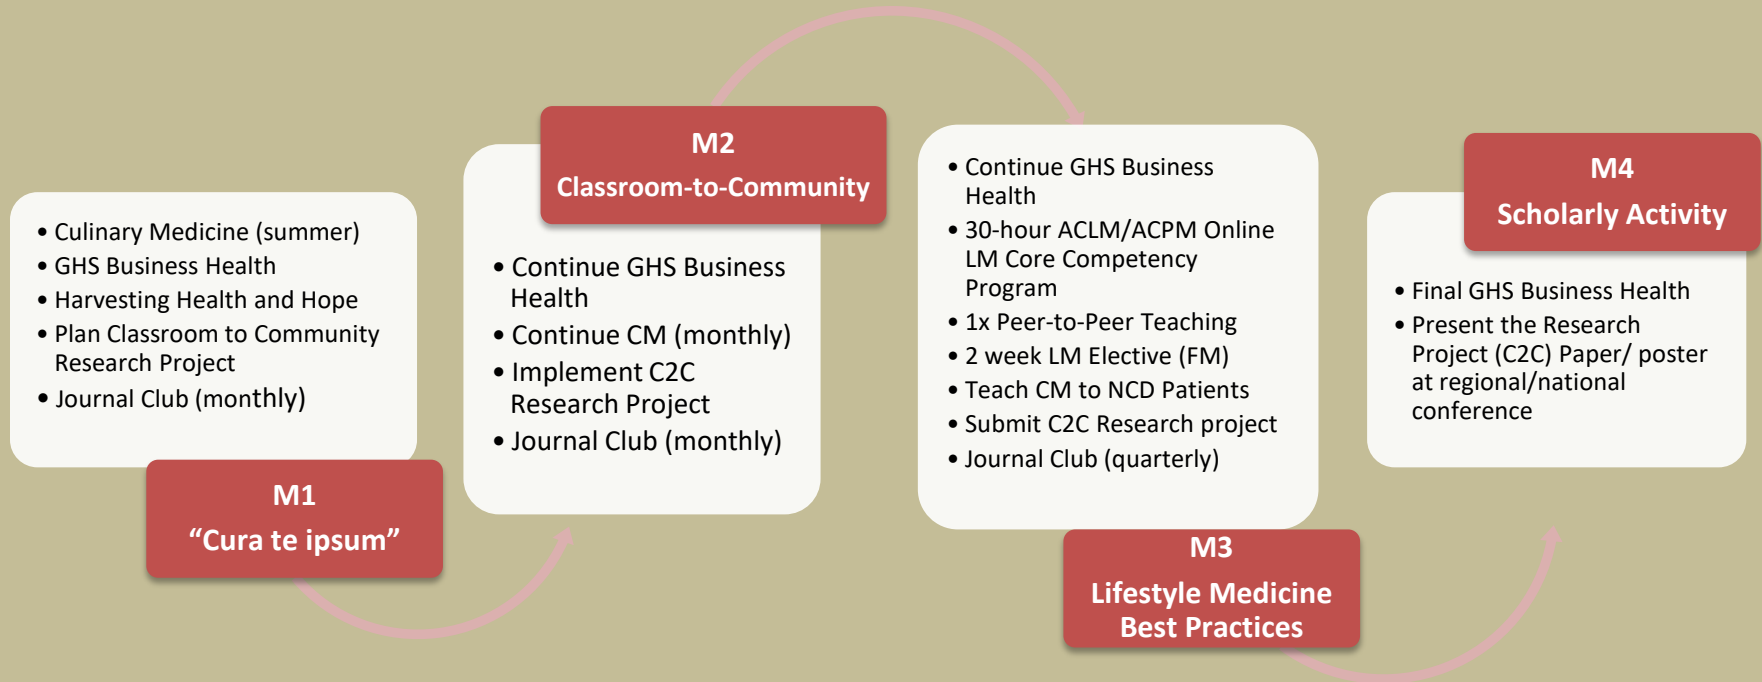 • Culinary Medicine (summer)
• GHS Business Health
• Harvesting Health and Hope
• Plan Classroom to Community
Research Project
• Journal Club (monthly)
M1
“Cura te ipsum”
M2
Classroom-to-Community
• Continue GHS Business
Health
• Continue CM (monthly)
• Implement C2C
Research Project
• Journal Club (monthly)
• Continue GHS Business
Health
• 30-hour ACLM/ACPM Online
LM Core Competency
Program
• 1x Peer-to-Peer Teaching
• 2 week LM Elective (FM)
• Teach CM to NCD Patients
• Submit C2C Research project
• Journal Club (quarterly)
M3
Lifestyle Medicine
Best Practices
M4
Scholarly Activity
• Final GHS Business Health
• Present the Research
Project (C2C) Paper/ poster
at regional/national
conference